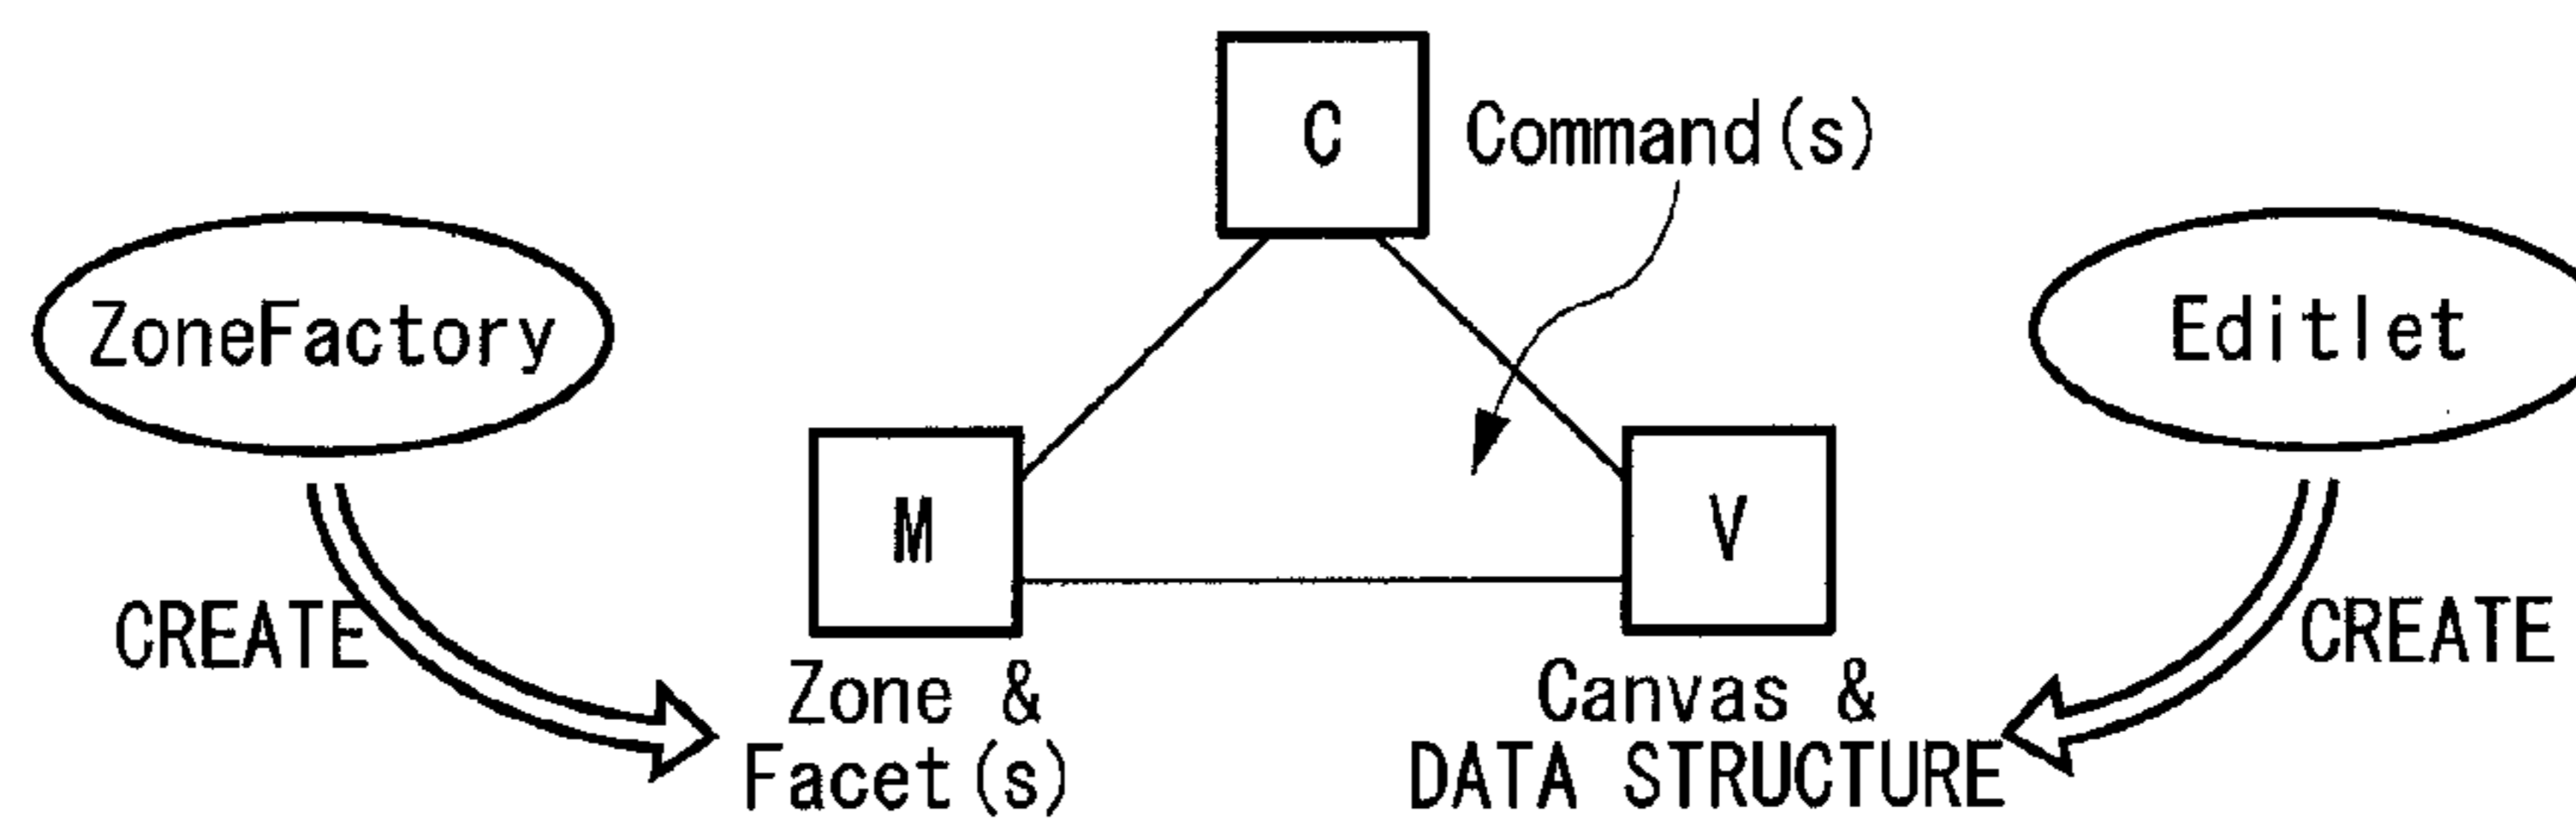 C
Command(s)
ZoneFactory
Editlet
M
V
CREATE
CREATE
Zone &
Facet(s)
Canvas &
DATA STRUCTURE